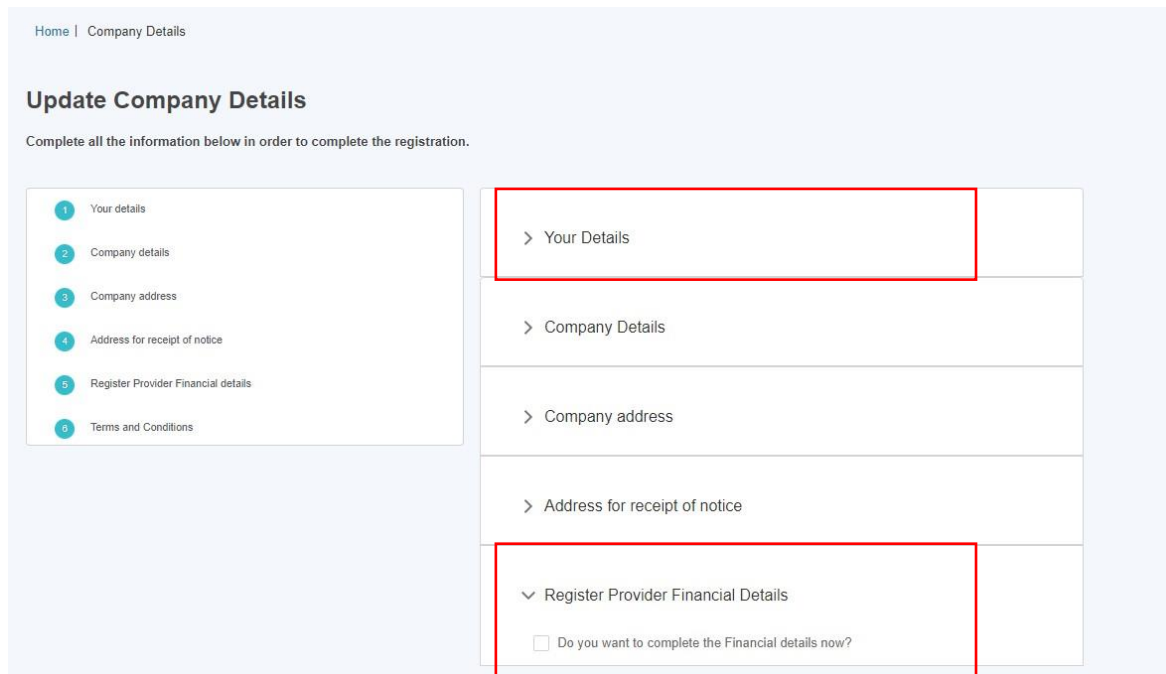 Home | Company Details
Update Company Details
Complete all the information below in order to complete the registration.
1 Your details
2 Company details
3 Company address
4 Address for receipt of notice
5 Register Provider Financial details
6 Terms and Conditions
Your Details
Company Details
Company address
Address for receipt of notice
Register Provider Financial Details
Do you want to complete the Financial details now?